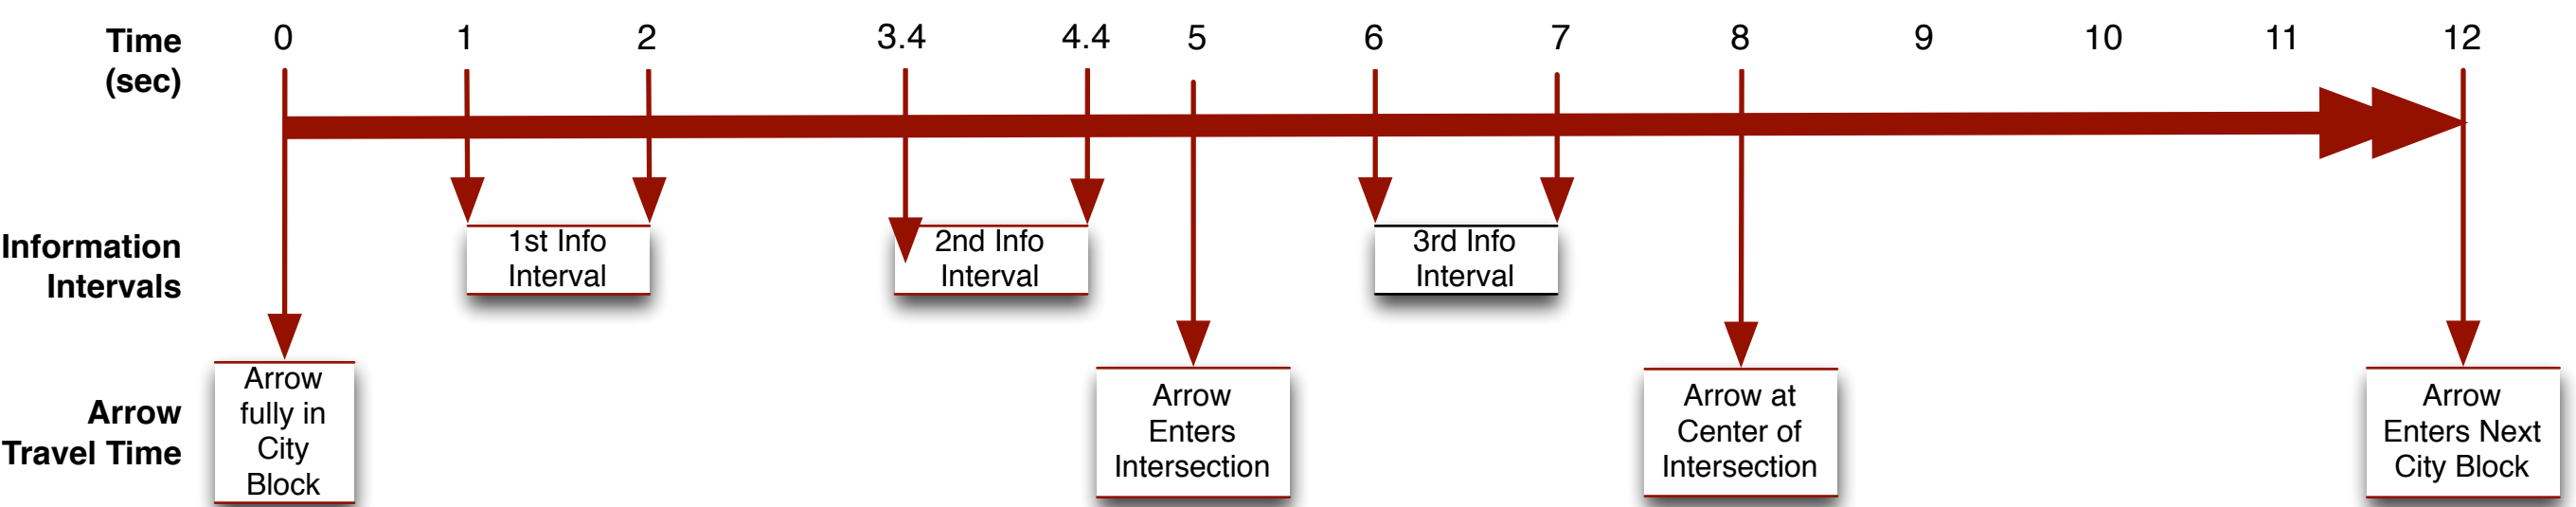 Time
(sec)
0 1 2 3.4 4.4 5 6 7 8 9 10 11 12
Information
Intervals
1st Info
Interval
2nd Info
Interval
3rd Info
Interval
Arrow
Travel Time
Arrow
fully in
City
Block
Arrow
Enters
Intersection
Arrow at
Center of
Intersection
Arrow
Enters Next
City Block